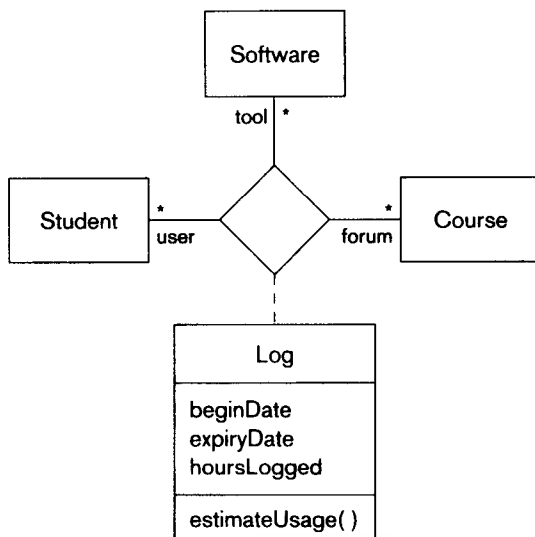 Software
tool *
* *
Student Course
user forum
Log
beginDate
expiryDate
hoursLogged
estimateUsage( )